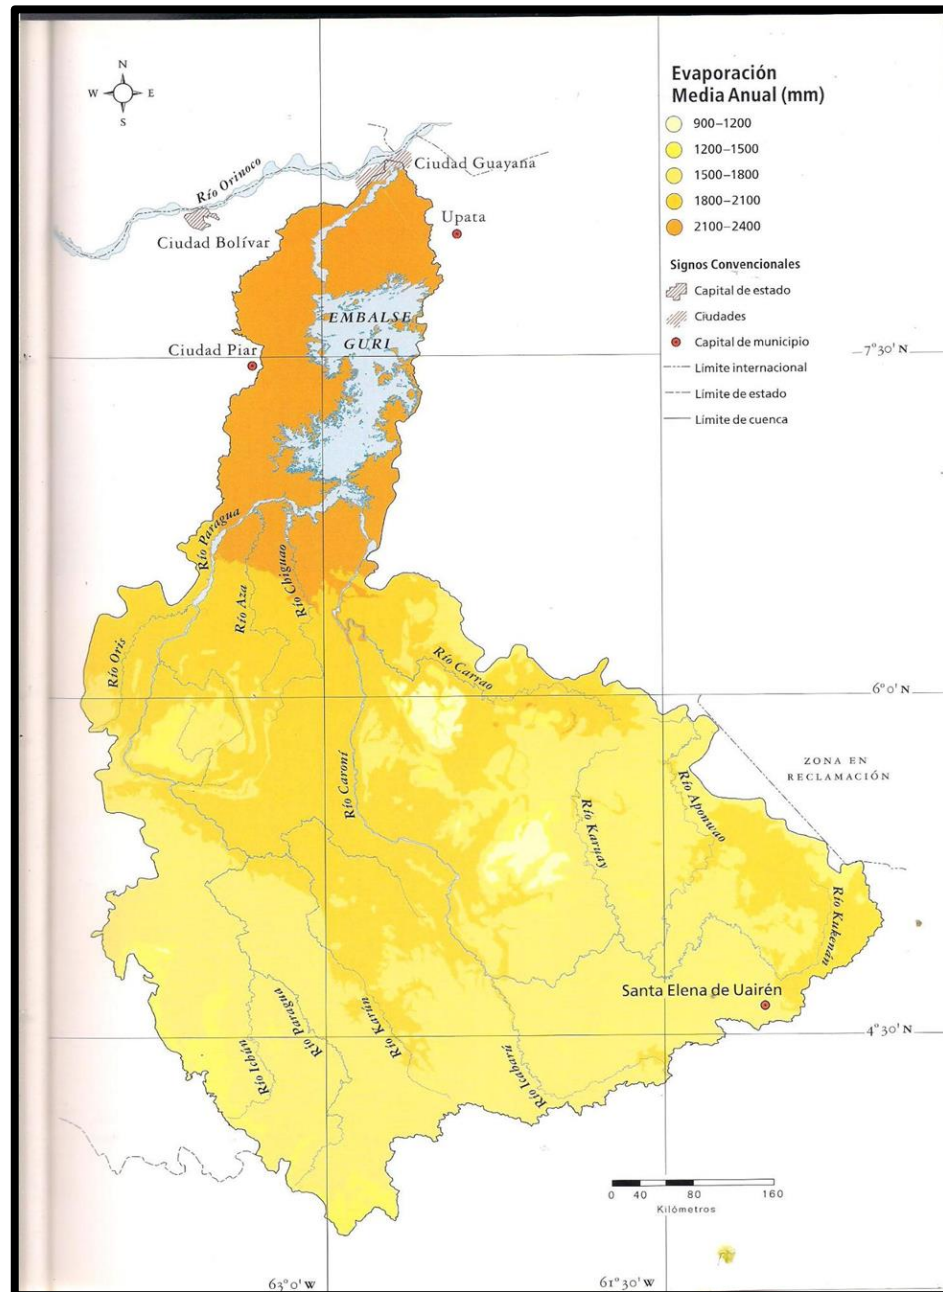 Evaporación
Media Anual (mm)
900–1200
1200–1500
1500–1800
1800–2100
2100–2400
Signos Convencionales
Capital de estado
Ciudades
Capital de municipio
Límite internacional
Límite de estado
Límite de cuenca
N
W E
S
Río Orinoco
Ciudad Guayana
Ciudad Bolívar
Upata
EMBALSE
GURI
Ciudad Piar
7°30' N
Río Paragua
Río Aza
Río Chiguao
Río Oris
Río Carrao
6°0' N
ZONA EN
RECLAMACIÓN
Río Caroní
Río Karuay
Río Aponwao
Río Kukenán
Santa Elena de Uairén
4°30' N
Río Ichún
Río Paragua
Río Karún
Río Icabarú
0 40 80 160
Kilómetros
63°0' W
61°30' W